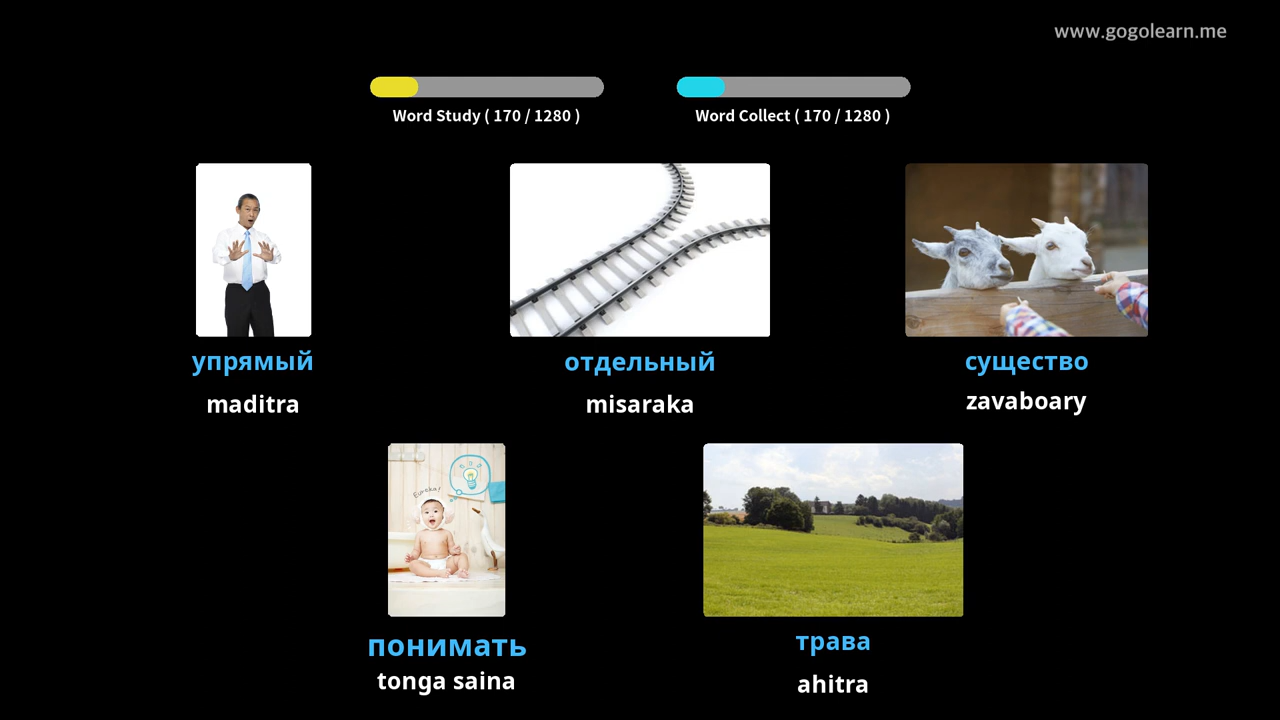 www.gogolearn.me
Word Study ( 170 / 1280 )
Word Collect ( 170 / 1280 )
упрямый
maditra
отдельный
misaraka
существо
zavaboary
Eureka!
понимать
tonga saina
трава
ahitra